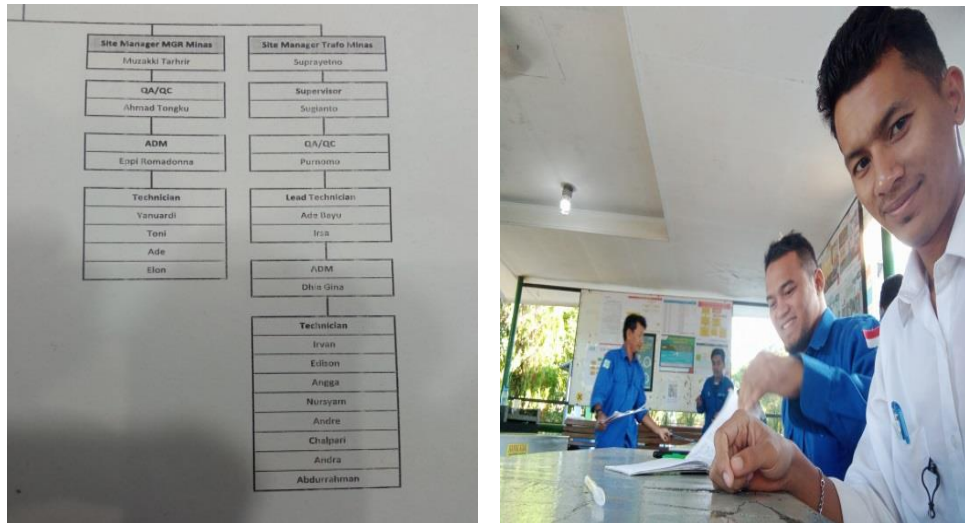 Site Manager MGR Minas
Muzakki Tarhrir
QA/QC
Ahmad Tongku
ADM
Eppi Romadonna
Technician
Yanuardi
Toni
Ade
Elon
Site Manager Trafo Minas
Suprayetno
Supervisor
Sugianto
QA/QC
Purnomo
Lead Technician
Ade Bayu
Irsa
ADM
Dhia Gina
Technician
Irvan
Edison
Angga
Nursyam
Andre
Chalpari
Andra
Abdurrahman